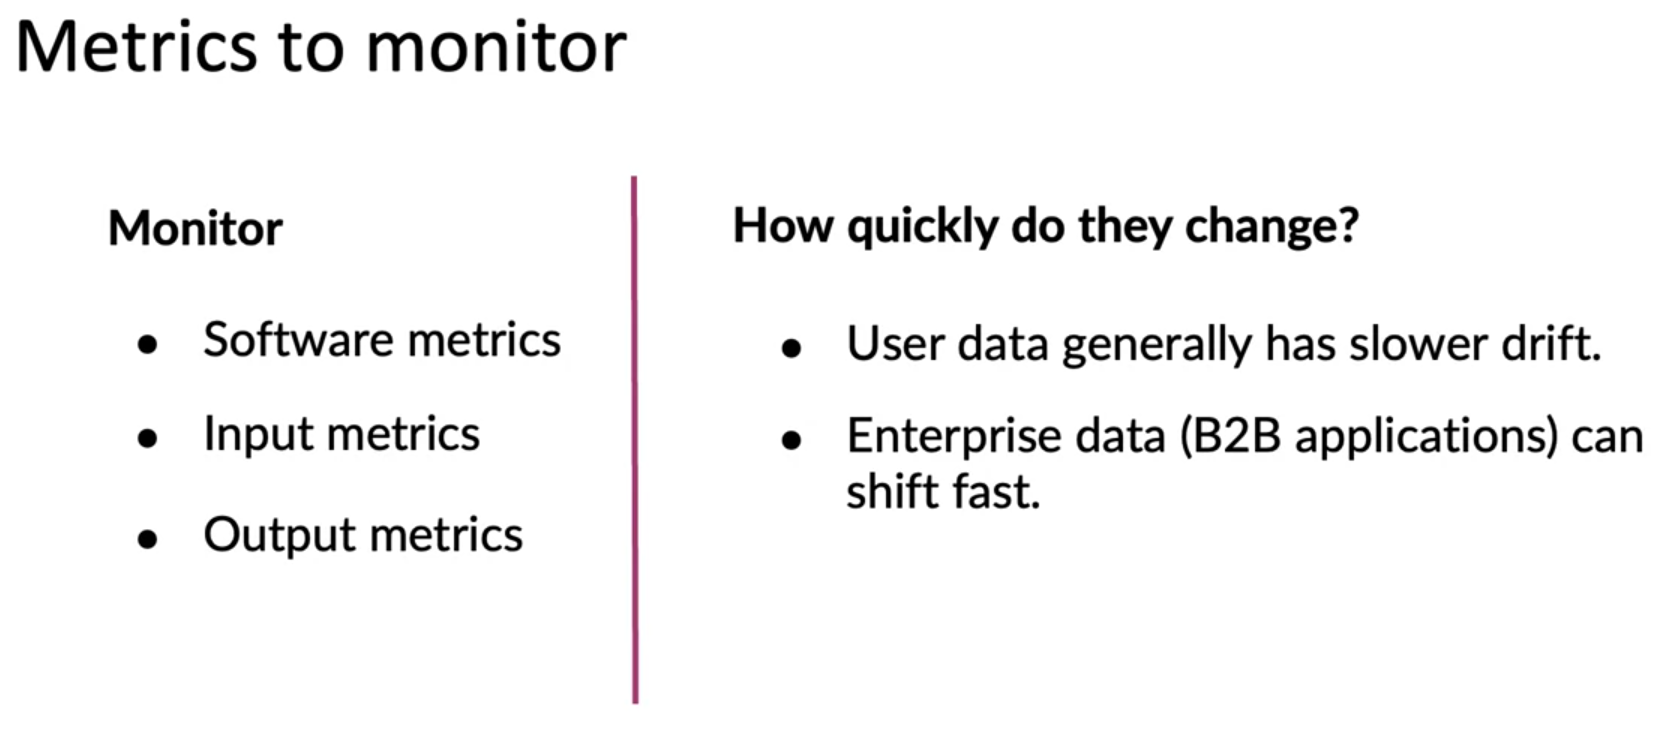 Metrics to monitor
Monitor
• Software metrics
• Input metrics
• Output metrics
How quickly do they change?
• User data generally has slower drift.
• Enterprise data (B2B applications) can
shift fast.